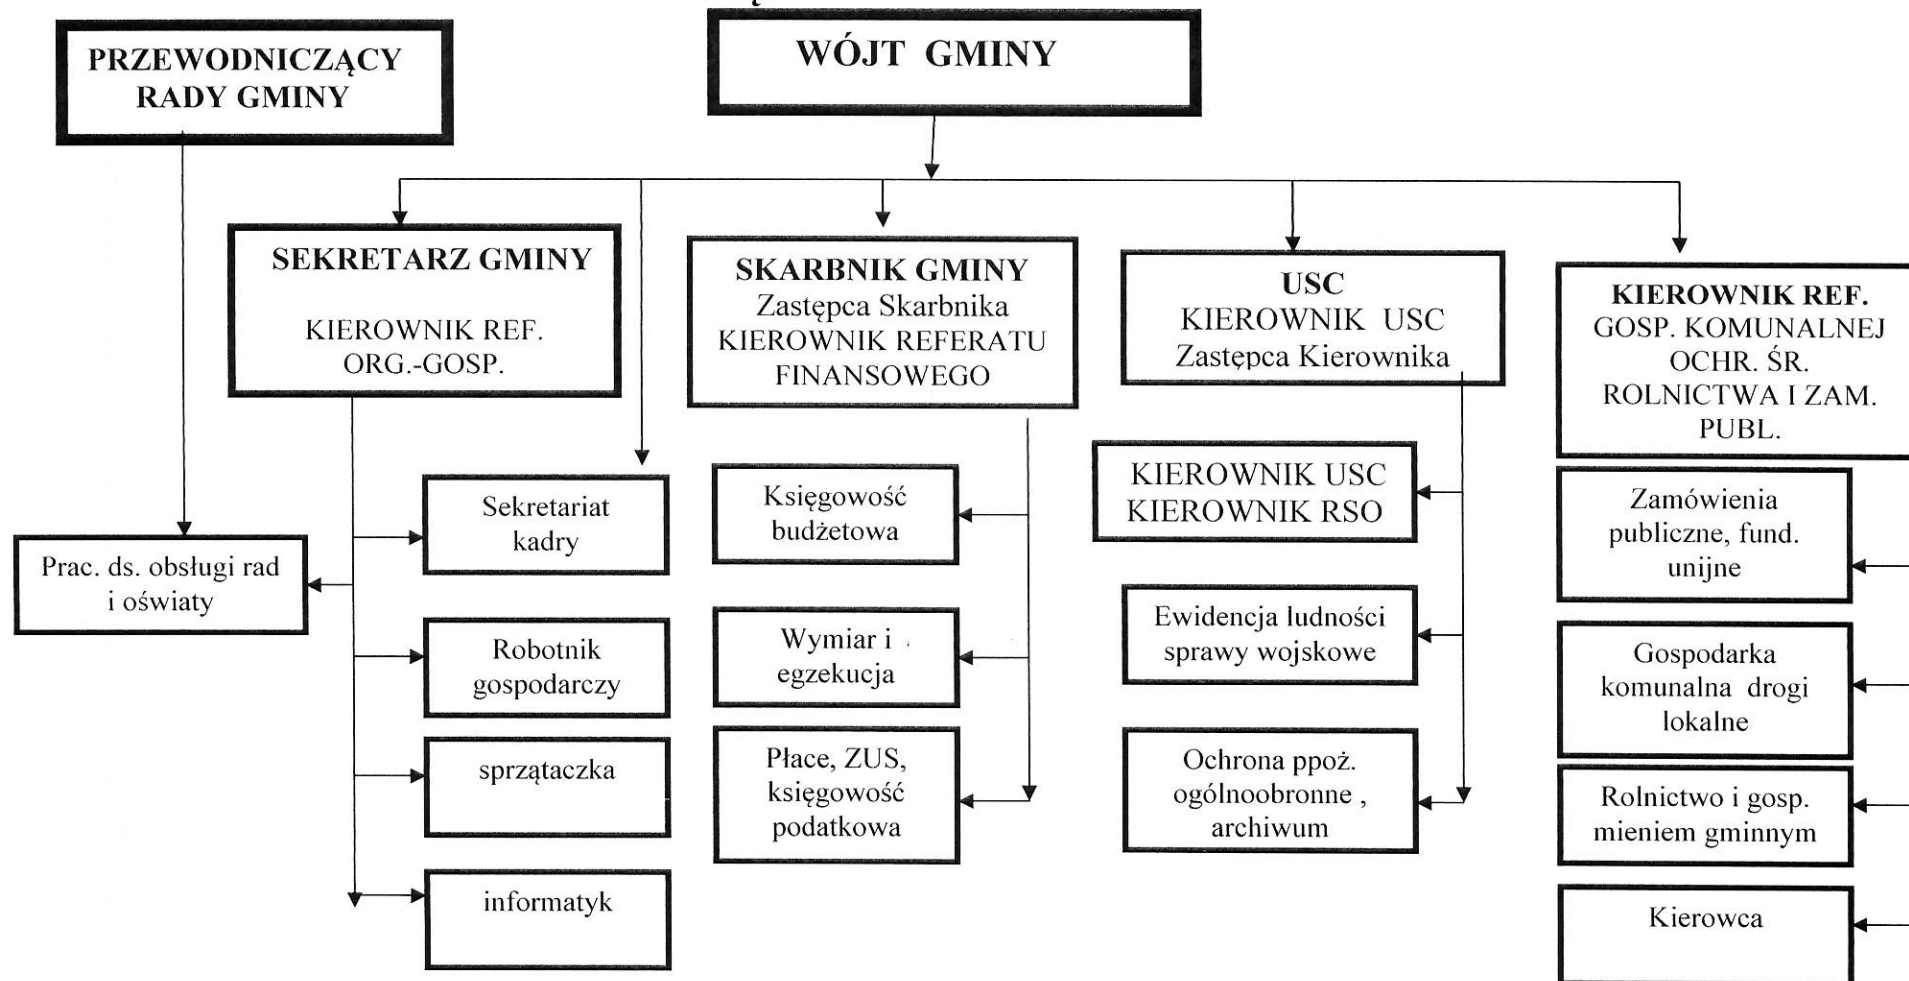 PRZEWODNICZĄCY
RADY GMINY
WÓJT GMINY
SEKRETARZ GMINY
KIEROWNIK REF.
ORG.-GOSP.
SKARBNIK GMINY
Zastępca Skarbnika
KIEROWNIK REFERATU
FINANSOWEGO
USC
KIEROWNIK USC
Zastępca Kierownika
KIEROWNIK REF.
GOSP. KOMUNALNEJ
OCHR. ŚR.
ROLNICTWA I ZAM.
PUBL.
Prac. ds. obsługi rad
i oświaty
Sekretariat
kadry
Robotnik
gospodarczy
sprzątaczka
informatyk
Księgowość
budżetowa
Wymiar i
egzekucja
Płace, ZUS,
księgowość
podatkowa
KIEROWNIK USC
KIEROWNIK RSO
Ewidencja ludności
sprawy wojskowe
Ochrona ppoż.
ogólnoobronne ,
archiwum
Zamówienia
publiczne, fund.
unijne
Gospodarka
komunalna drogi
lokalne
Rolnictwo i gosp.
mieniem gminnym
Kierowca